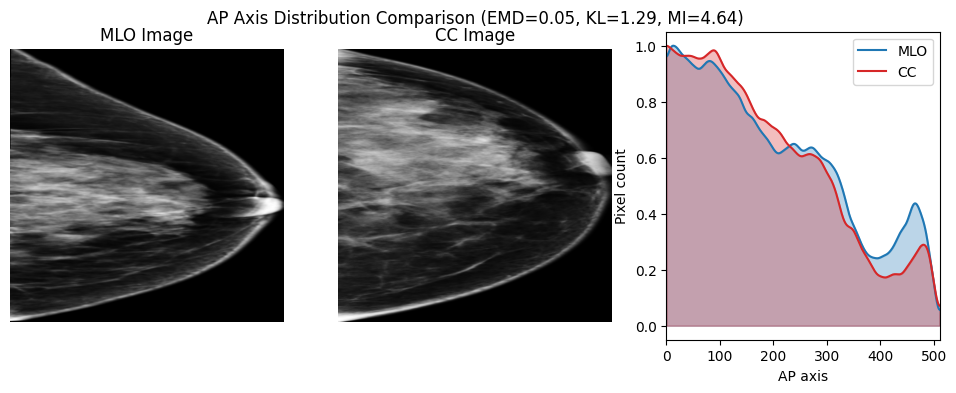 AP Axis Distribution Comparison (EMD=0.05, KL=1.29, MI=4.64)
MLO Image
CC Image
MLO
CC
Pixel count
1.0
0.8
0.6
0.4
0.2
0.0
0 100 200 300 400 500
AP axis